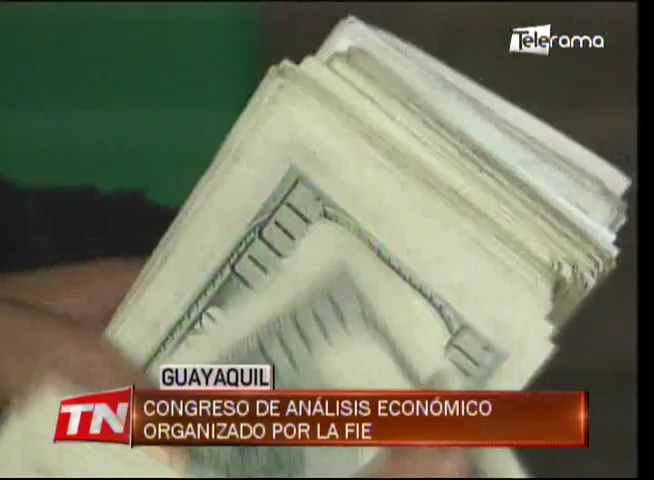 Telerama
GUAYAQUIL
TN
CONGRESO DE ANÁLISIS ECONÓMICO
ORGANIZADO POR LA FIE